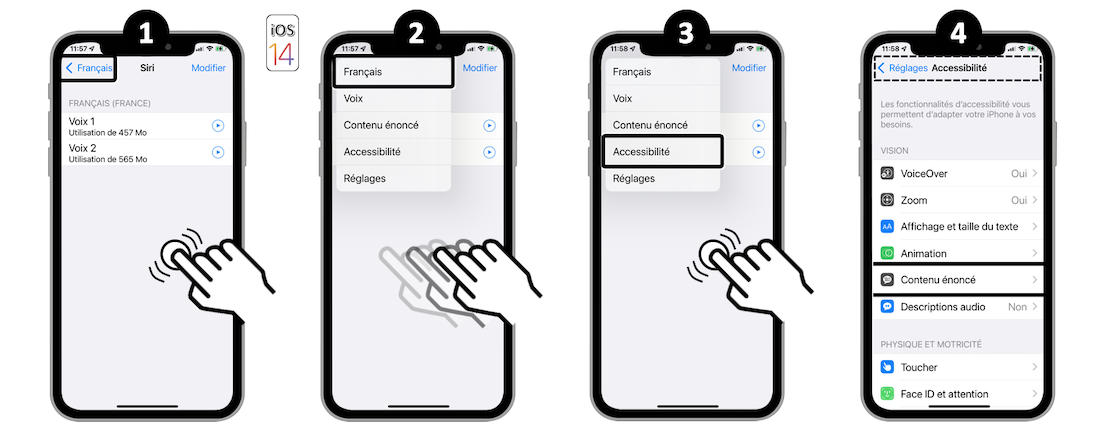 1
11:57
Français
Siri
Modifier
FRANÇAIS (FRANCE)
Voix 1
Utilisation de 457 Mo
Voix 2
Utilisation de 565 Mo
iOS
14
2
11:57
Français
Modifier
Voix
Contenu énoncé
Accessibilité
Réglages
3
11:58
Français
Modifier
Voix
Contenu énoncé
Accessibilité
Réglages
4
11:58
Réglages Accessibilité
Les fonctionnalités d'accessibilité vous
permettent d'adapter votre iPhone à vos
besoins.
VISION
VoiceOver Oui
Zoom Oui
AA Affichage et taille du texte
Animation
Contenu énoncé
Descriptions audio Non
PHYSIQUE ET MOTRICITÉ
Toucher
Face ID et attention